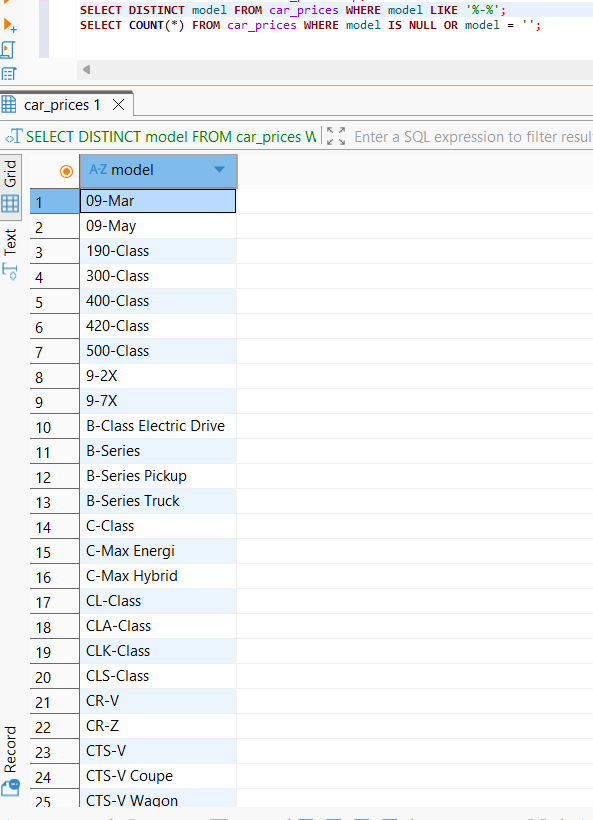 SELECT DISTINCT model FROM car_prices WHERE model LIKE '%-%';
SELECT COUNT(*) FROM car_prices WHERE model IS NULL OR model = '';
car_prices 1
SELECT DISTINCT model FROM car_prices W Enter a SQL expression to filter resul
Grid
Text
Record
A-Z model
1 09-Mar
2 09-May
3 190-Class
4 300-Class
5 400-Class
6 420-Class
7 500-Class
8 9-2X
9 9-7X
10 B-Class Electric Drive
11 B-Series
12 B-Series Pickup
13 B-Series Truck
14 C-Class
15 C-Max Energi
16 C-Max Hybrid
17 CL-Class
18 CLA-Class
19 CLK-Class
20 CLS-Class
21 CR-V
22 CR-Z
23 CTS-V
24 CTS-V Coupe
25 CTS-V Wagon